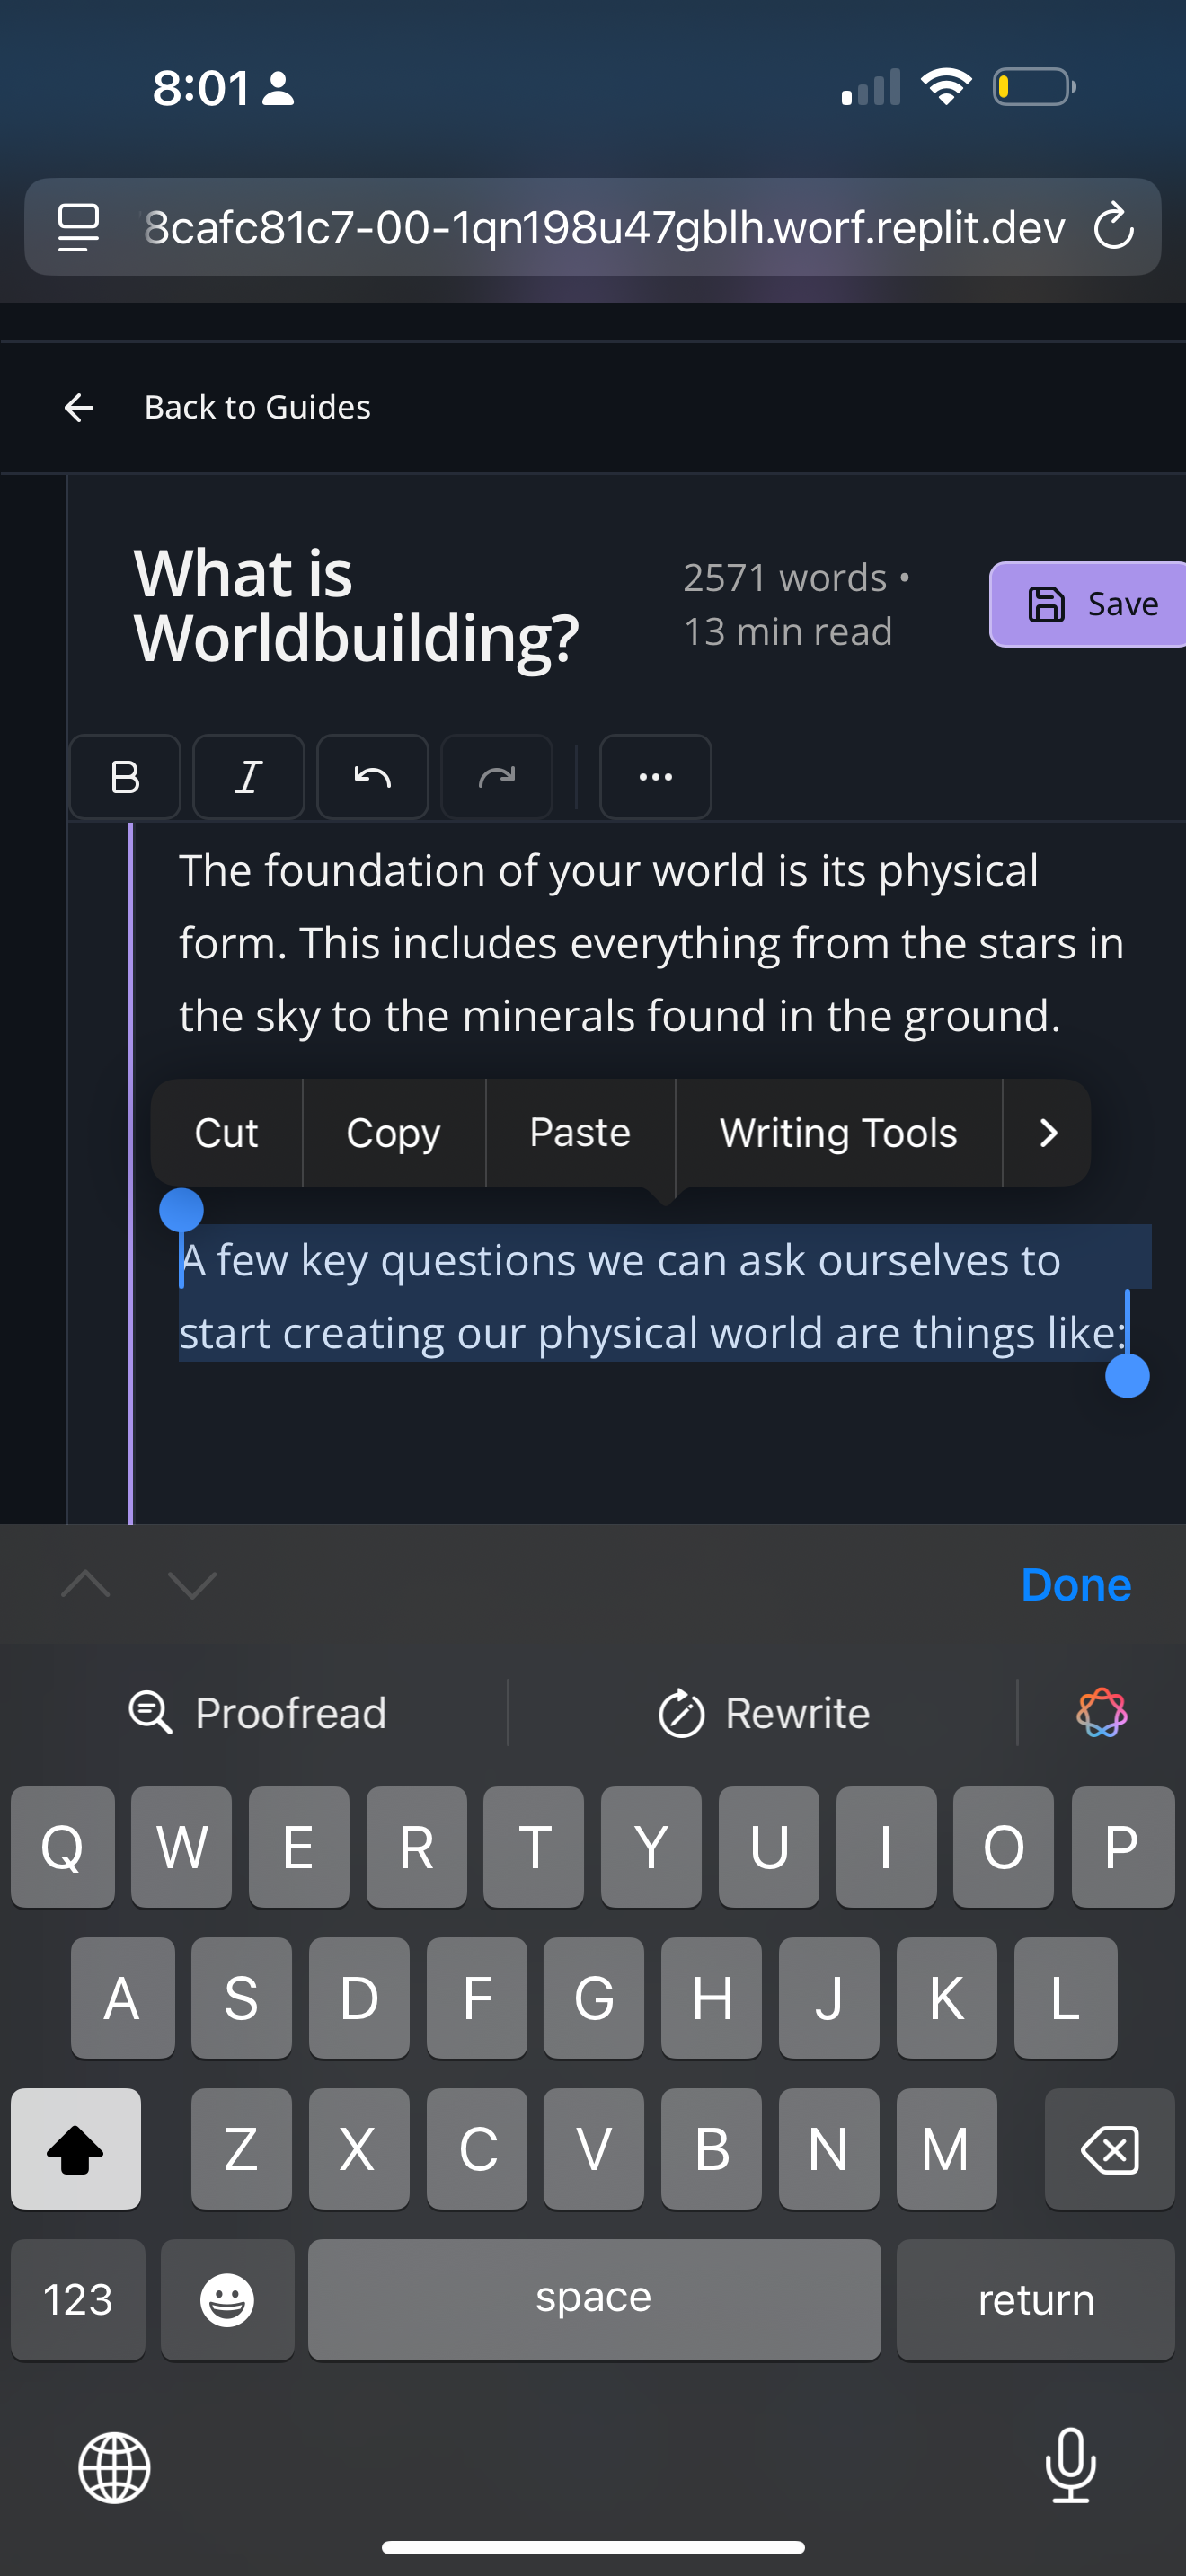 8:01
8cafc81c7-00-1qn198u47gblh.worf.replit.dev
Back to Guides
What is
Worldbuilding?
2571 words •
13 min read
Save
B
I
The foundation of your world is its physical
form. This includes everything from the stars in
the sky to the minerals found in the ground.
Cut
Copy
Paste
Writing Tools
A few key questions we can ask ourselves to
start creating our physical world are things like:
Done
Proofread
Rewrite
Q W E R T Y U I O P
A S D F G H J K L
Z X C V B N M
123
space
return